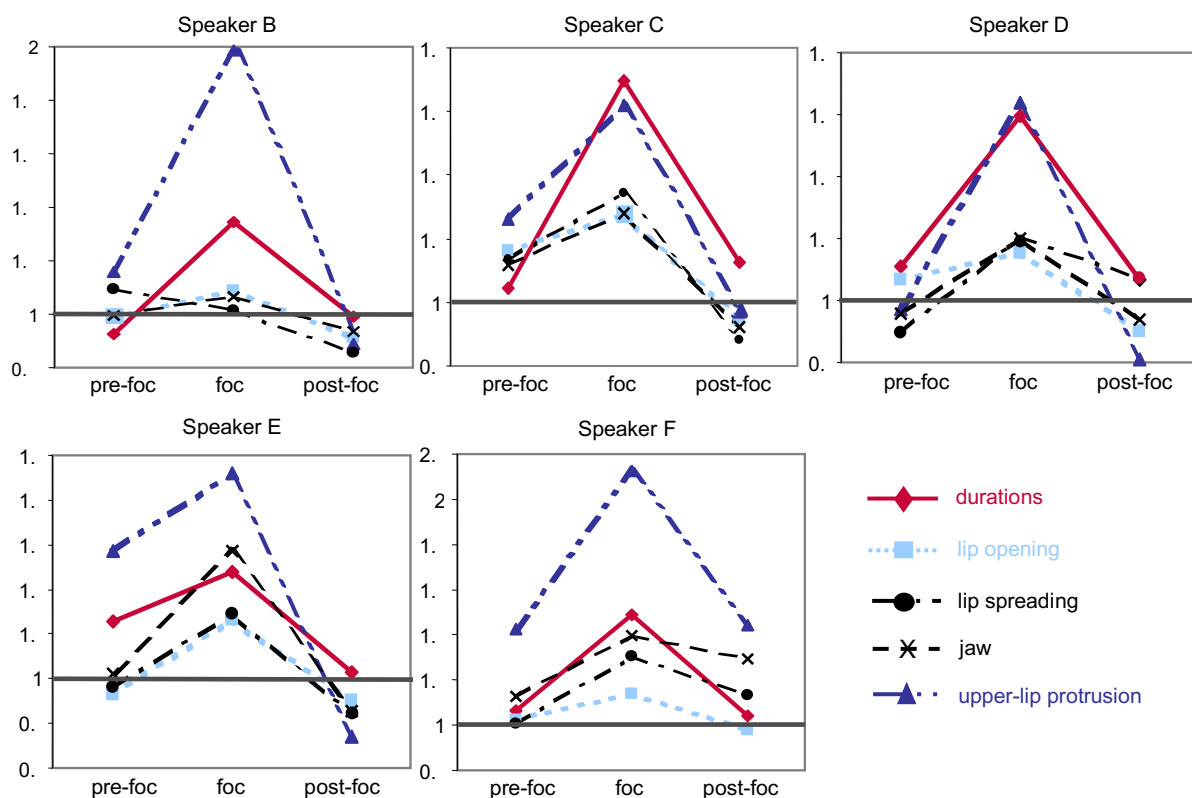 Speaker B
2
1.
1.
1.
1.
1
0.
pre-foc foc post-foc
Speaker C
1.
1.
1.
1.
1
0.
pre-foc foc post-foc
Speaker D
1.
1.
1.
1.
1
0.
pre-foc foc post-foc
Speaker E
1.
1.
1.
1.
1.
1
0.
0.
pre-foc foc post-foc
Speaker F
2.
2
1.
1.
1.
1.
1
0.
pre-foc foc post-foc
durations
lip opening
lip spreading
jaw
upper-lip protrusion